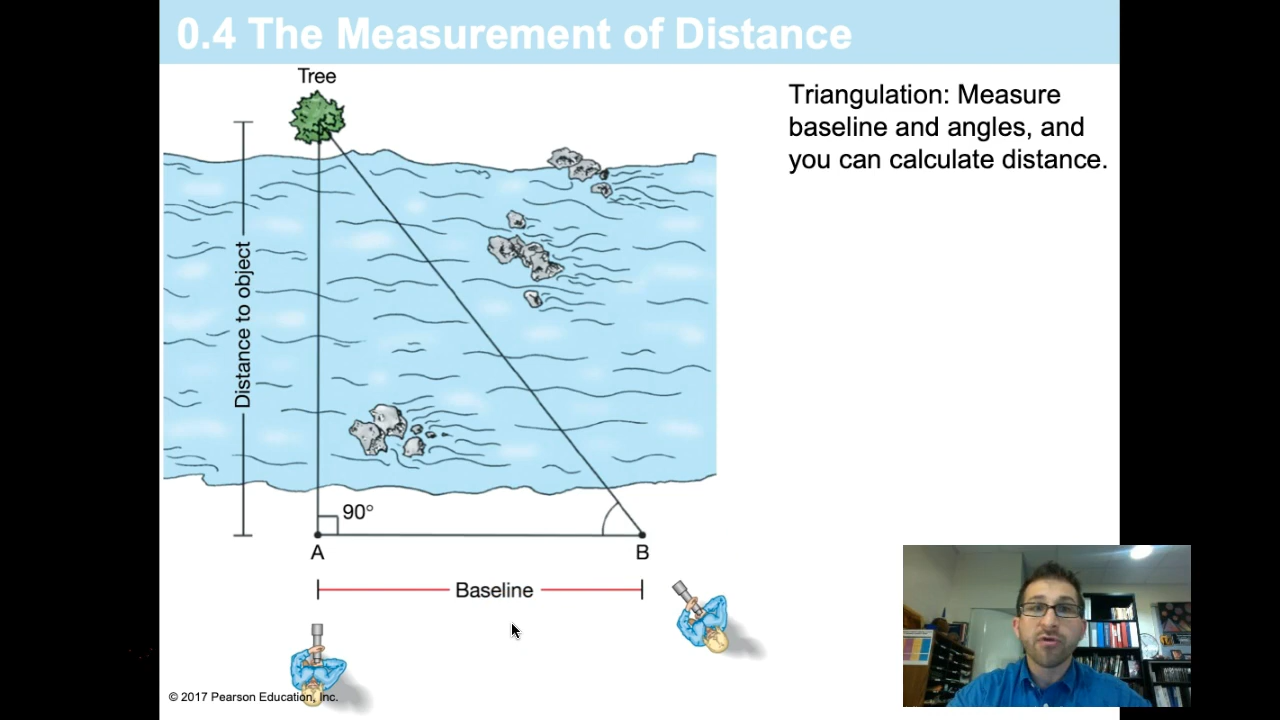 0.4 The Measurement of Distance
Tree
Triangulation: Measure
baseline and angles, and
you can calculate distance.
Distance to object
90°
A
B
Baseline
© 2017 Pearson Education, Inc.